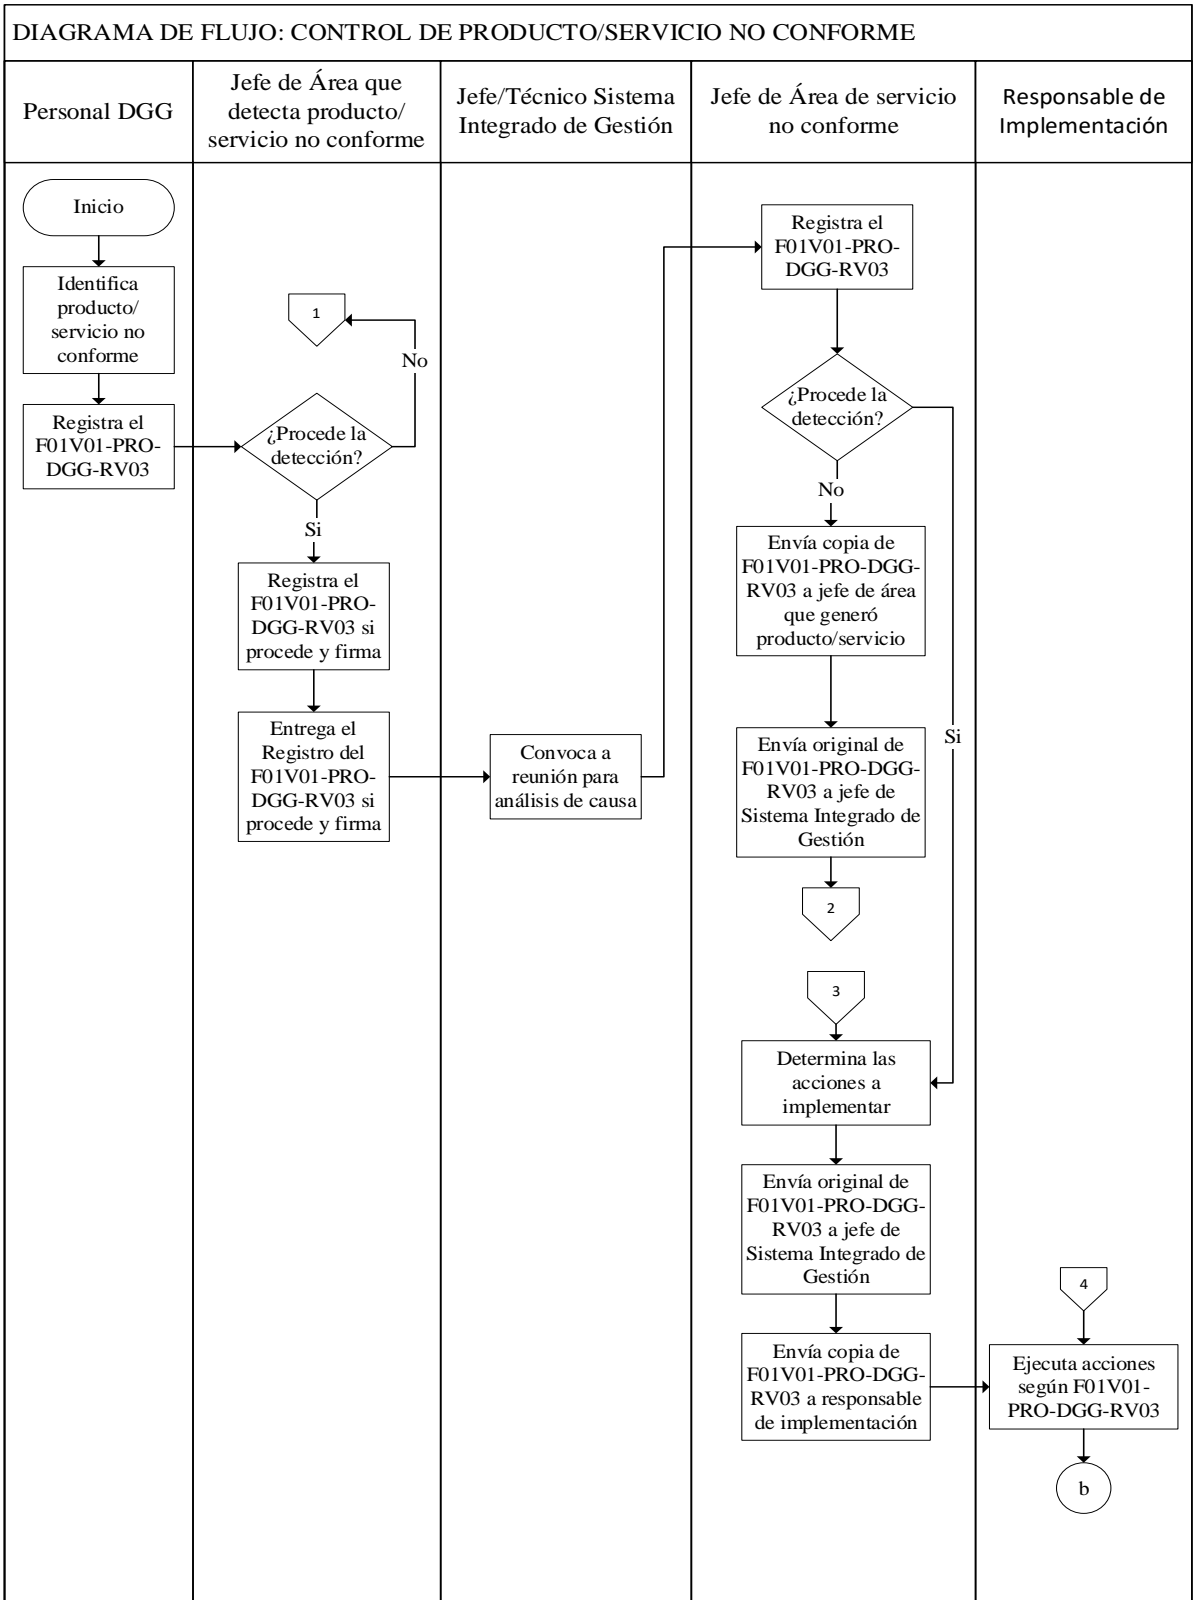 DIAGRAMA DE FLUJO: CONTROL DE PRODUCTO/SERVICIO NO CONFORME
Personal DGG
Jefe de Área que
detecta producto/
servicio no conforme
Jefe/Técnico Sistema
Integrado de Gestión
Jefe de Área de servicio
no conforme
Responsable de
Implementación
Inicio
Identifica
producto/
servicio no
conforme
Registra el
F01V01-PRO-
DGG-RV03
1
No
¿Procede la
detección?
Si
Registra el
F01V01-PRO-
DGG-RV03 si
procede y firma
Entrega el
Registro del
F01V01-PRO-
DGG-RV03 si
procede y firma
Convoca a
reunión para
análisis de causa
Registra el
F01V01-PRO-
DGG-RV03
¿Procede la
detección?
No
Si
Envía copia de
F01V01-PRO-DGG-
RV03 a jefe de área
que generó
producto/servicio
Envía original de
F01V01-PRO-DGG-
RV03 a jefe de
Sistema Integrado de
Gestión
2
3
Determina las
acciones a
implementar
Envía original de
F01V01-PRO-DGG-
RV03 a jefe de
Sistema Integrado de
Gestión
Envía copia de
F01V01-PRO-DGG-
RV03 a responsable
de implementación
4
Ejecuta acciones
según F01V01-
PRO-DGG-RV03
b